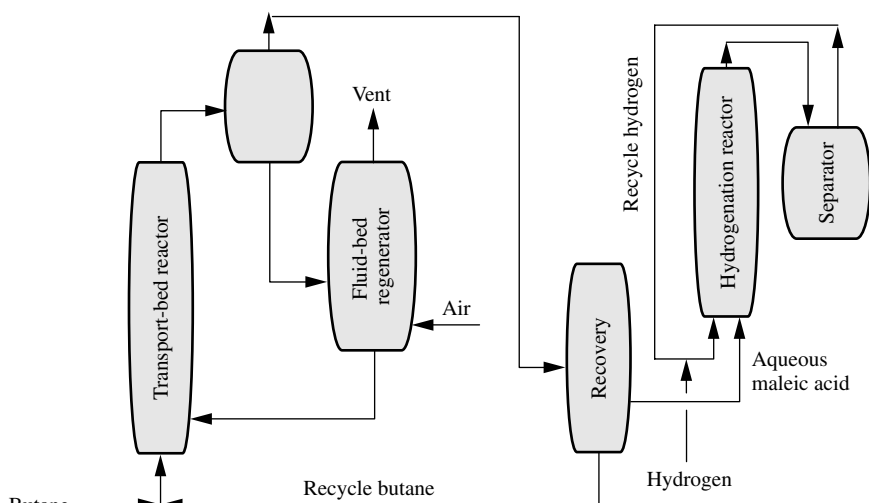 Vent
Transport-bed reactor
Fluid-bed
regenerator
Air
Recovery
Recycle hydrogen
Hydrogenation reactor
Separator
Aqueous
maleic acid
Hydrogen
Recycle butane
Butane